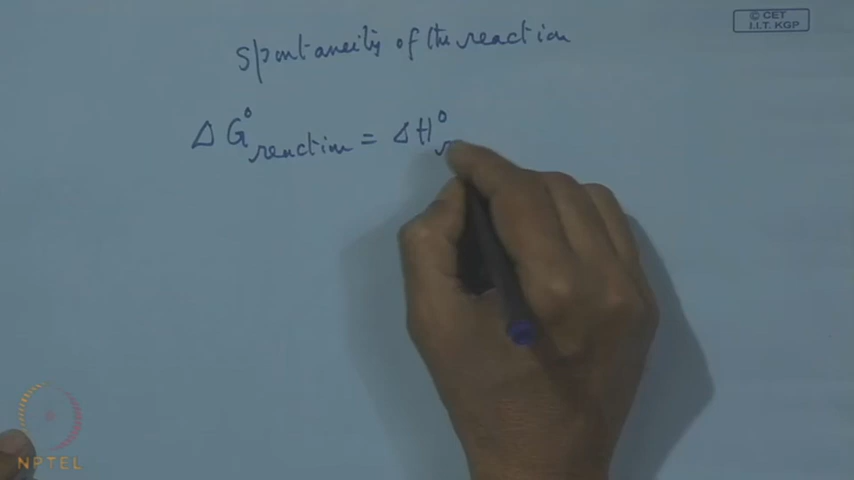 © CET
I.I.T. KGP
Spontaneity of the reaction
ΔG°reaction = ΔH°r
NPTEL